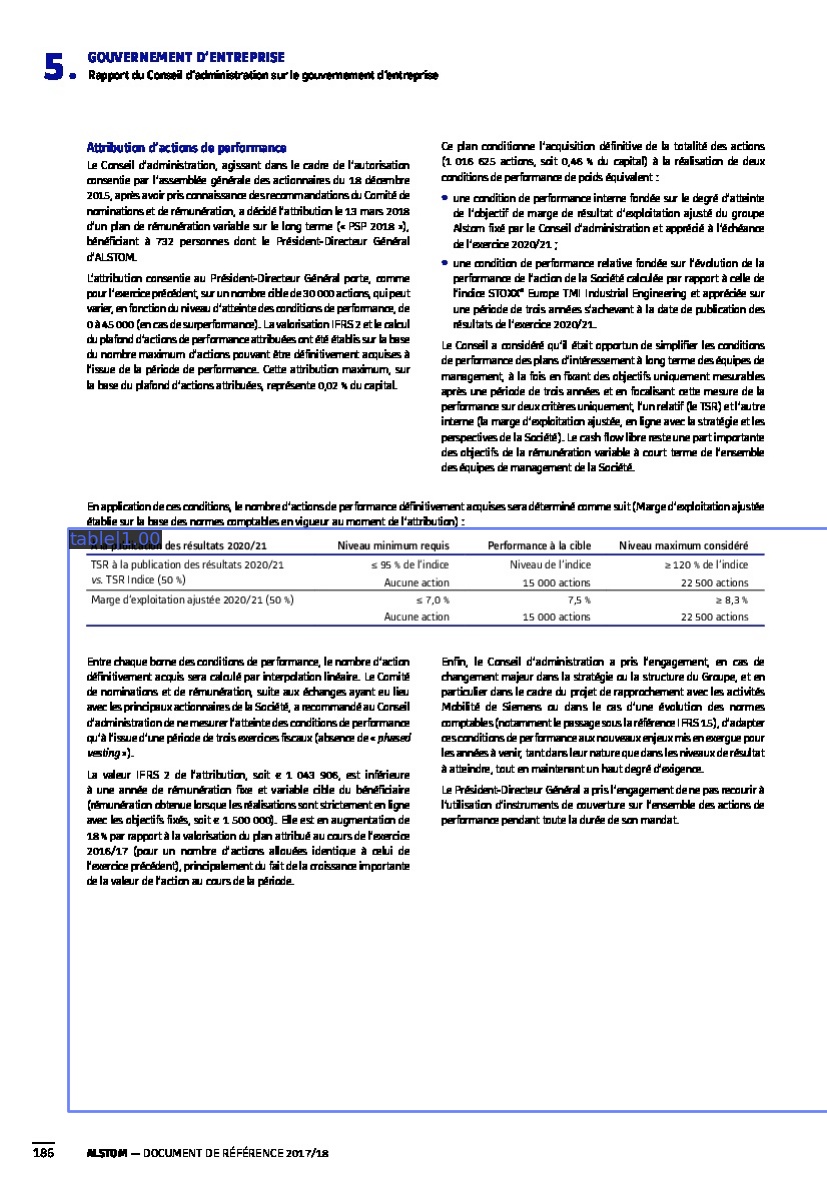 5.
GOUVERNEMENT D'ENTREPRISE
Rapport du Conseil d'administration sur le gouvernement d'entreprise
Attribution d'actions de performance
Le Conseil d'administration, agissant dans le cadre de l'autorisation
consentie par l'assemblée générale des actionnaires du 18 décembre
2015, après avoir pris connaissance des recommandations du Comité de
nominations et de rémunération, a décidé l'attribution le 13 mars 2018
d'un plan de rémunération variable sur le long terme (« PSP 2018 »),
bénéficiant à 732 personnes dont le Président-Directeur Général
d'ALSTOM.
L'attribution consentie au Président-Directeur Général porte, comme
pour l'exercice précédent, sur un nombre cible de 30 000 actions, qui peut
varier, en fonction du niveau d'atteinte des conditions de performance, de
0 à 45 000 (en cas de surperformance). La valorisation IFRS 2 et le calcul
du plafond d'actions de performance attribuées ont été établis sur la base
du nombre maximum d'actions pouvant être définitivement acquises à
l'issue de la période de performance. Cette attribution maximum, sur
la base du plafond d'actions attribuées, représente 0,02 % du capital.
Ce plan conditionne l'acquisition définitive de la totalité des actions
(1 016 625 actions, soit 0,46 % du capital) à la réalisation de deux
conditions de performance de poids équivalent :
• une condition de performance interne fondée sur le degré d'atteinte
de l'objectif de marge de résultat d'exploitation ajusté du groupe
Alstom fixé par le Conseil d'administration et apprécié à l'échéance
de l'exercice 2020/21 ;
• une condition de performance relative fondée sur l'évolution de la
performance de l'action de la Société calculée par rapport à celle de
l'indice STOXX® Europe TMI Industrial Engineering et appréciée sur
une période de trois années s'achevant à la date de publication des
résultats de l'exercice 2020/21.
Le Conseil a considéré qu'il était opportun de simplifier les conditions
de performance des plans d'intéressement à long terme des équipes de
management, à la fois en fixant des objectifs uniquement mesurables
après une période de trois années et en focalisant cette mesure de la
performance sur deux critères uniquement, l'un relatif (le TSR) et l'autre
interne (la marge d'exploitation ajustée, en ligne avec la stratégie et les
perspectives de la Société). Le cash flow libre reste une part importante
des objectifs de la rémunération variable à court terme de l'ensemble
des équipes de management de la Société.
En application de ces conditions, le nombre d'actions de performance définitivement acquises sera déterminé comme suit (Marge d'exploitation ajustée
établie sur la base des normes comptables en vigueur au moment de l'attribution) :
table|1.00
À la publication des résultats 2020/21 Niveau minimum requis Performance à la cible Niveau maximum considéré
TSR à la publication des résultats 2020/21 ≤ 95 % de l'indice Niveau de l'indice ≥ 120 % de l'indice
vs. TSR Indice (50 %) Aucune action 15 000 actions 22 500 actions
Marge d'exploitation ajustée 2020/21 (50 %) ≤ 7,0 % 7,5 % ≥ 8,3 %
Aucune action 15 000 actions 22 500 actions
Entre chaque borne des conditions de performance, le nombre d'action
définitivement acquis sera calculé par interpolation linéaire. Le Comité
de nominations et de rémunération, suite aux échanges ayant eu lieu
avec les principaux actionnaires de la Société, a recommandé au Conseil
d'administration de ne mesurer l'atteinte des conditions de performance
qu'à l'issue d'une période de trois exercices fiscaux (absence de « phased
vesting »).
La valeur IFRS 2 de l'attribution, soit € 1 043 906, est inférieure
à une année de rémunération fixe et variable cible du bénéficiaire
(rémunération obtenue lorsque les réalisations sont strictement en ligne
avec les objectifs fixés, soit € 1 500 000). Elle est en augmentation de
18 % par rapport à la valorisation du plan attribué au cours de l'exercice
2016/17 (pour un nombre d'actions allouées identique à celui de
l'exercice précédent), principalement du fait de la croissance importante
de la valeur de l'action au cours de la période.
Enfin, le Conseil d'administration a pris l'engagement, en cas de
changement majeur dans la stratégie ou la structure du Groupe, et en
particulier dans le cadre du projet de rapprochement avec les activités
Mobilité de Siemens ou dans le cas d'une évolution des normes
comptables (notamment le passage sous la référence IFRS 15), d'adapter
ces conditions de performance aux nouveaux enjeux mis en exergue pour
les années à venir, tant dans leur nature que dans les niveaux de résultat
à atteindre, tout en maintenant un haut degré d'exigence.
Le Président-Directeur Général a pris l'engagement de ne pas recourir à
l'utilisation d'instruments de couverture sur l'ensemble des actions de
performance pendant toute la durée de son mandat.
186 ALSTOM — DOCUMENT DE RÉFÉRENCE 2017/18